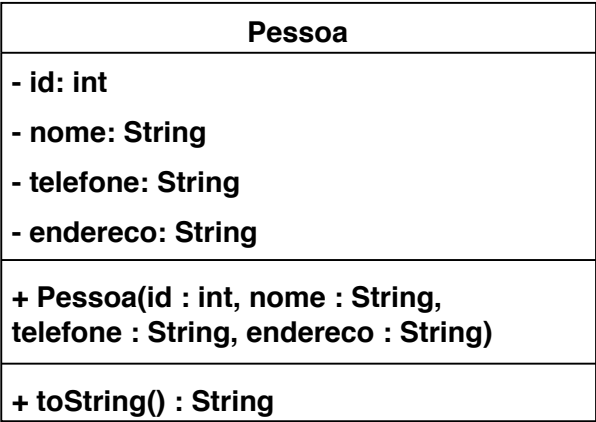 Pessoa
- id: int
- nome: String
- telefone: String
- endereco: String
+ Pessoa(id : int, nome : String,
telefone : String, endereco : String)
+ toString() : String